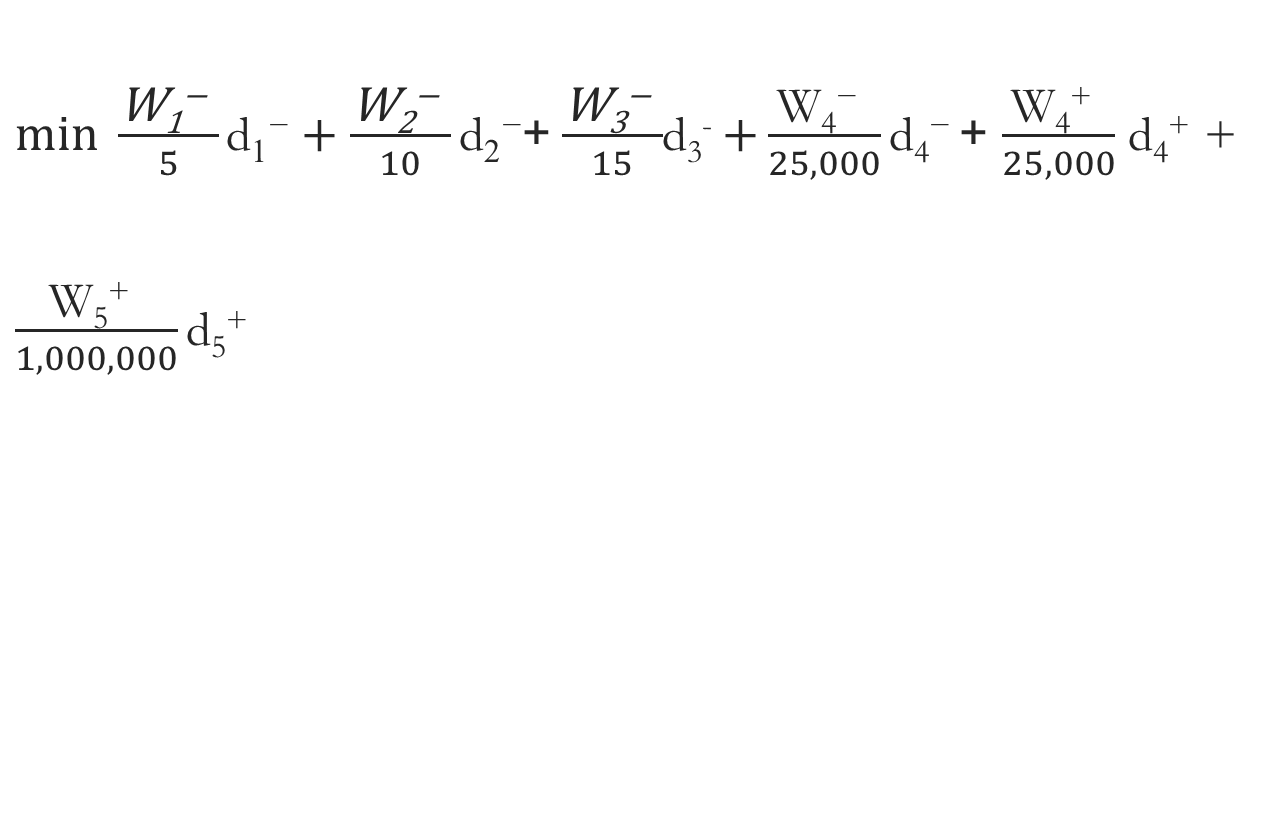 min W₁⁻/5 d₁⁻ + W₂⁻/10 d₂⁻ + W₃⁻/15 d₃⁻ + W₄⁻/25,000 d₄⁻ + W₄⁺/25,000 d₄⁺ +
W₅⁺/1,000,000 d₅⁺